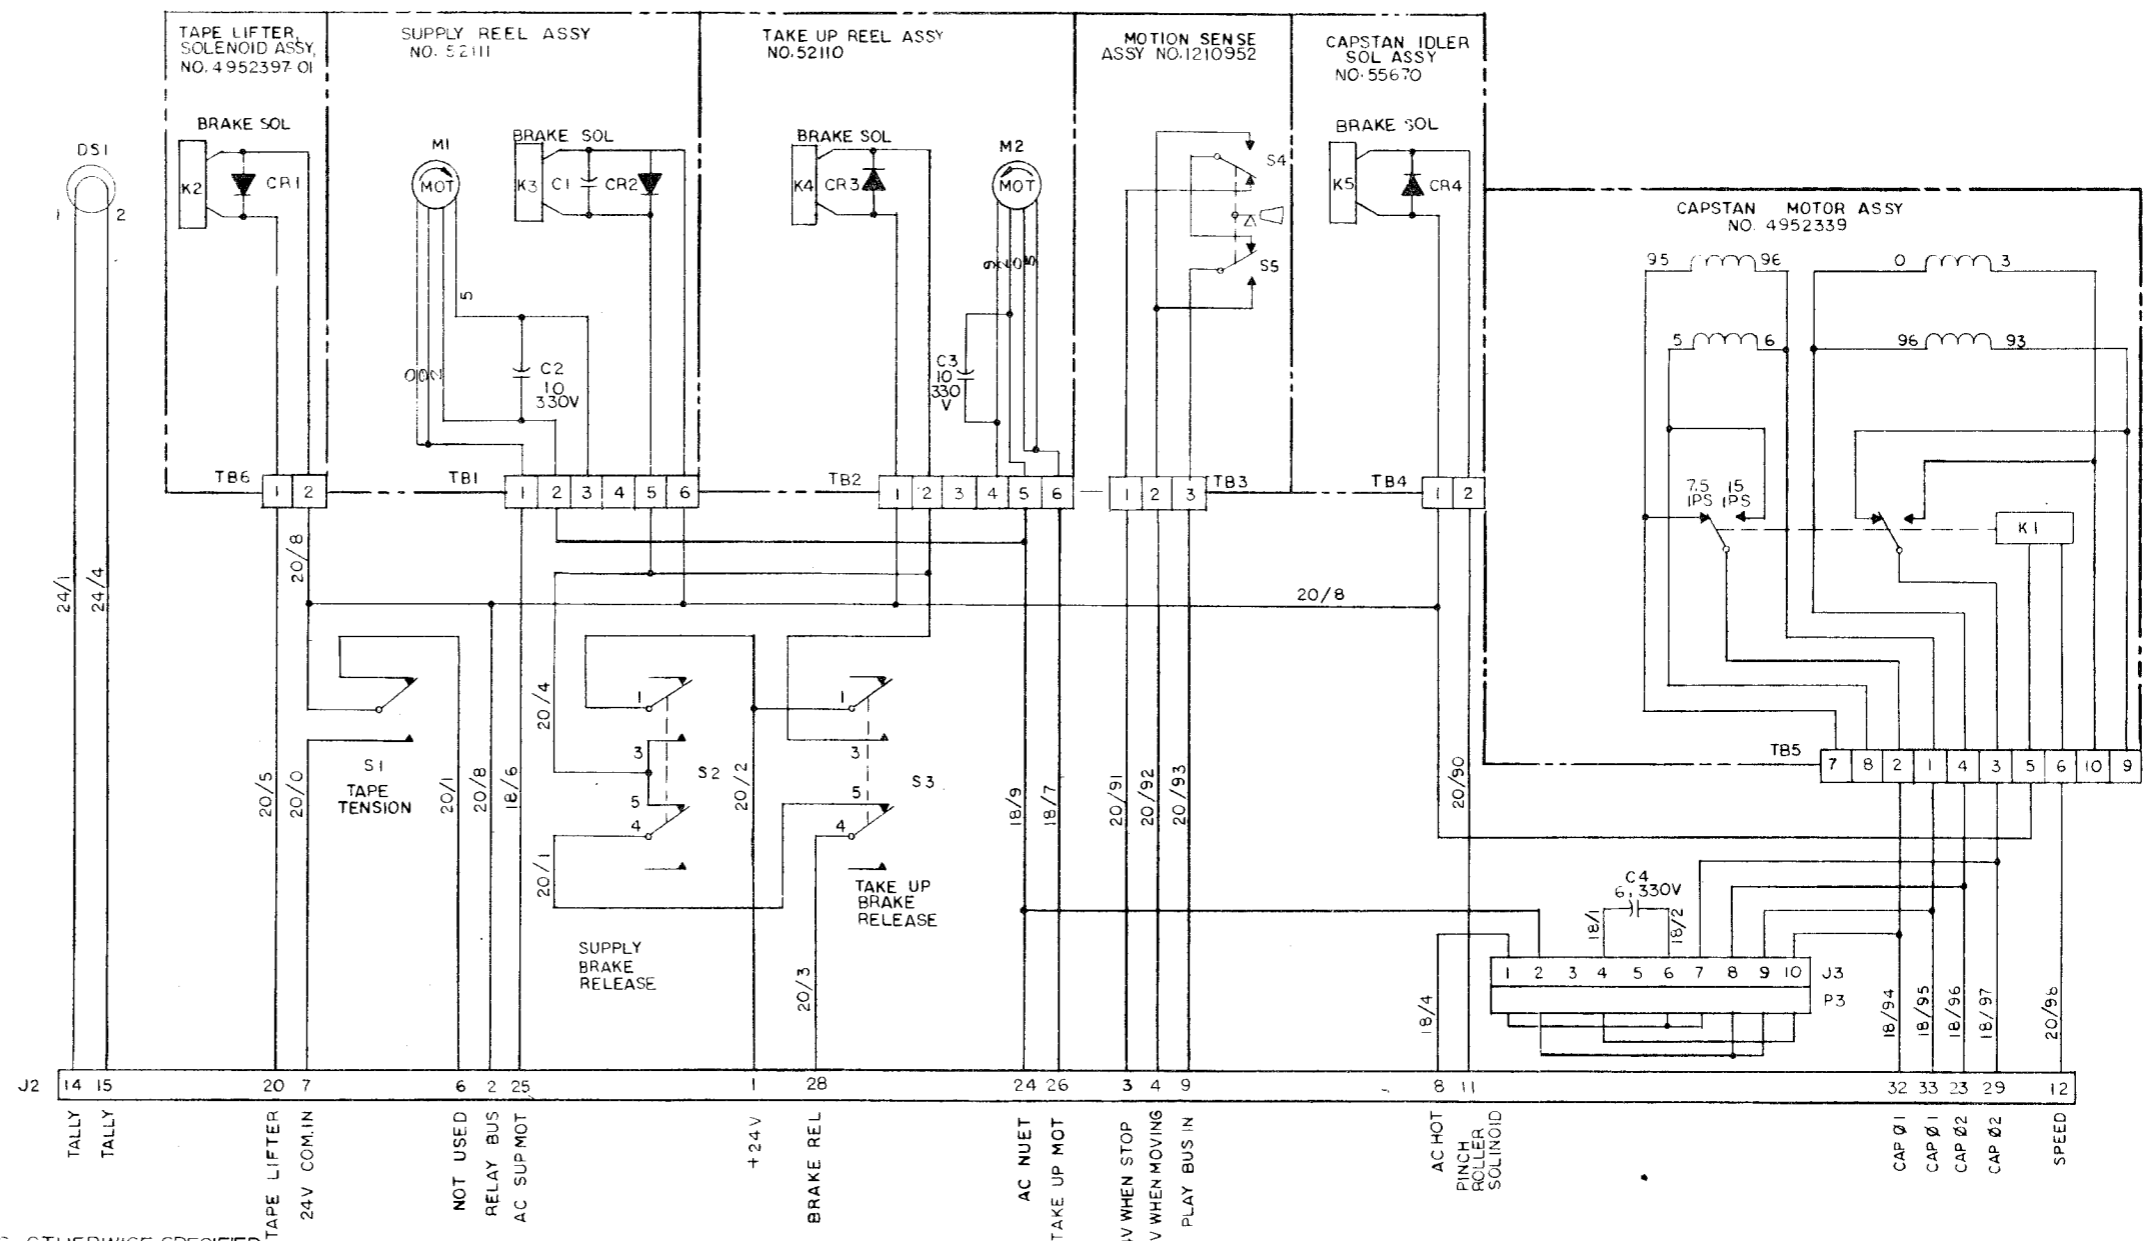 TAPE LIFTER,
SOLENOID ASSY,
NO. 4952397-01
SUPPLY REEL ASSY
NO. 52111
TAKE UP REEL ASSY
NO.52110
MOTION SENSE
ASSY NO.1210952
CAPSTAN IDLER
SOL ASSY
NO.55670
CAPSTAN MOTOR ASSY
NO. 4952339
DS1
1
2
BRAKE SOL
K2
CR1
M1
MOT
5
BRAKE SOL
K3
C1
CR2
C2
10
330V
BRAKE SOL
K4
CR3
M2
MOT
C3
10
330
V
S4
S5
BRAKE SOL
K5
CR4
95
96
0
3
5
6
96
93
7.5 15
IPS IPS
K1
TB6
1 2
TB1
1 2 3 4 5 6
TB2
1 2 3 4 5 6
1 2 3
TB3
TB4
1 2
TB5
7 8 2 1 4 3 5 6 10 9
24/1
24/4
20/8
20/8
20/5
20/0
S1
TAPE
TENSION
20/1
20/8
18/6
20/4
20/1
1
3
5
4
S2
SUPPLY
BRAKE
RELEASE
20/2
20/3
1
3
5
4
S3
TAKE UP
BRAKE
RELEASE
18/9
18/7
20/91
20/92
20/93
20/90
18/4
C4
6, 330V
18/1
18/2
1 2 3 4 5 6 7 8 9 10
J3
P3
18/94
18/95
18/96
18/97
20/98
J2
14 15 20 7 6 2 25 1 28 24 26 3 4 9 8 11 32 33 23 29 12
TALLY
TALLY
TAPE LIFTER
24V COM.IN
NOT USED
RELAY BUS
AC SUP MOT
+24V
BRAKE REL
AC NUET
TAKE UP MOT
4V WHEN STOP
V WHEN MOVING
PLAY BUS IN
AC HOT
PINCH
ROLLER
SOLINOID
CAP Ø1
CAP Ø1
CAP Ø2
CAP Ø2
SPEED
OTHERWISE SPECIFIED